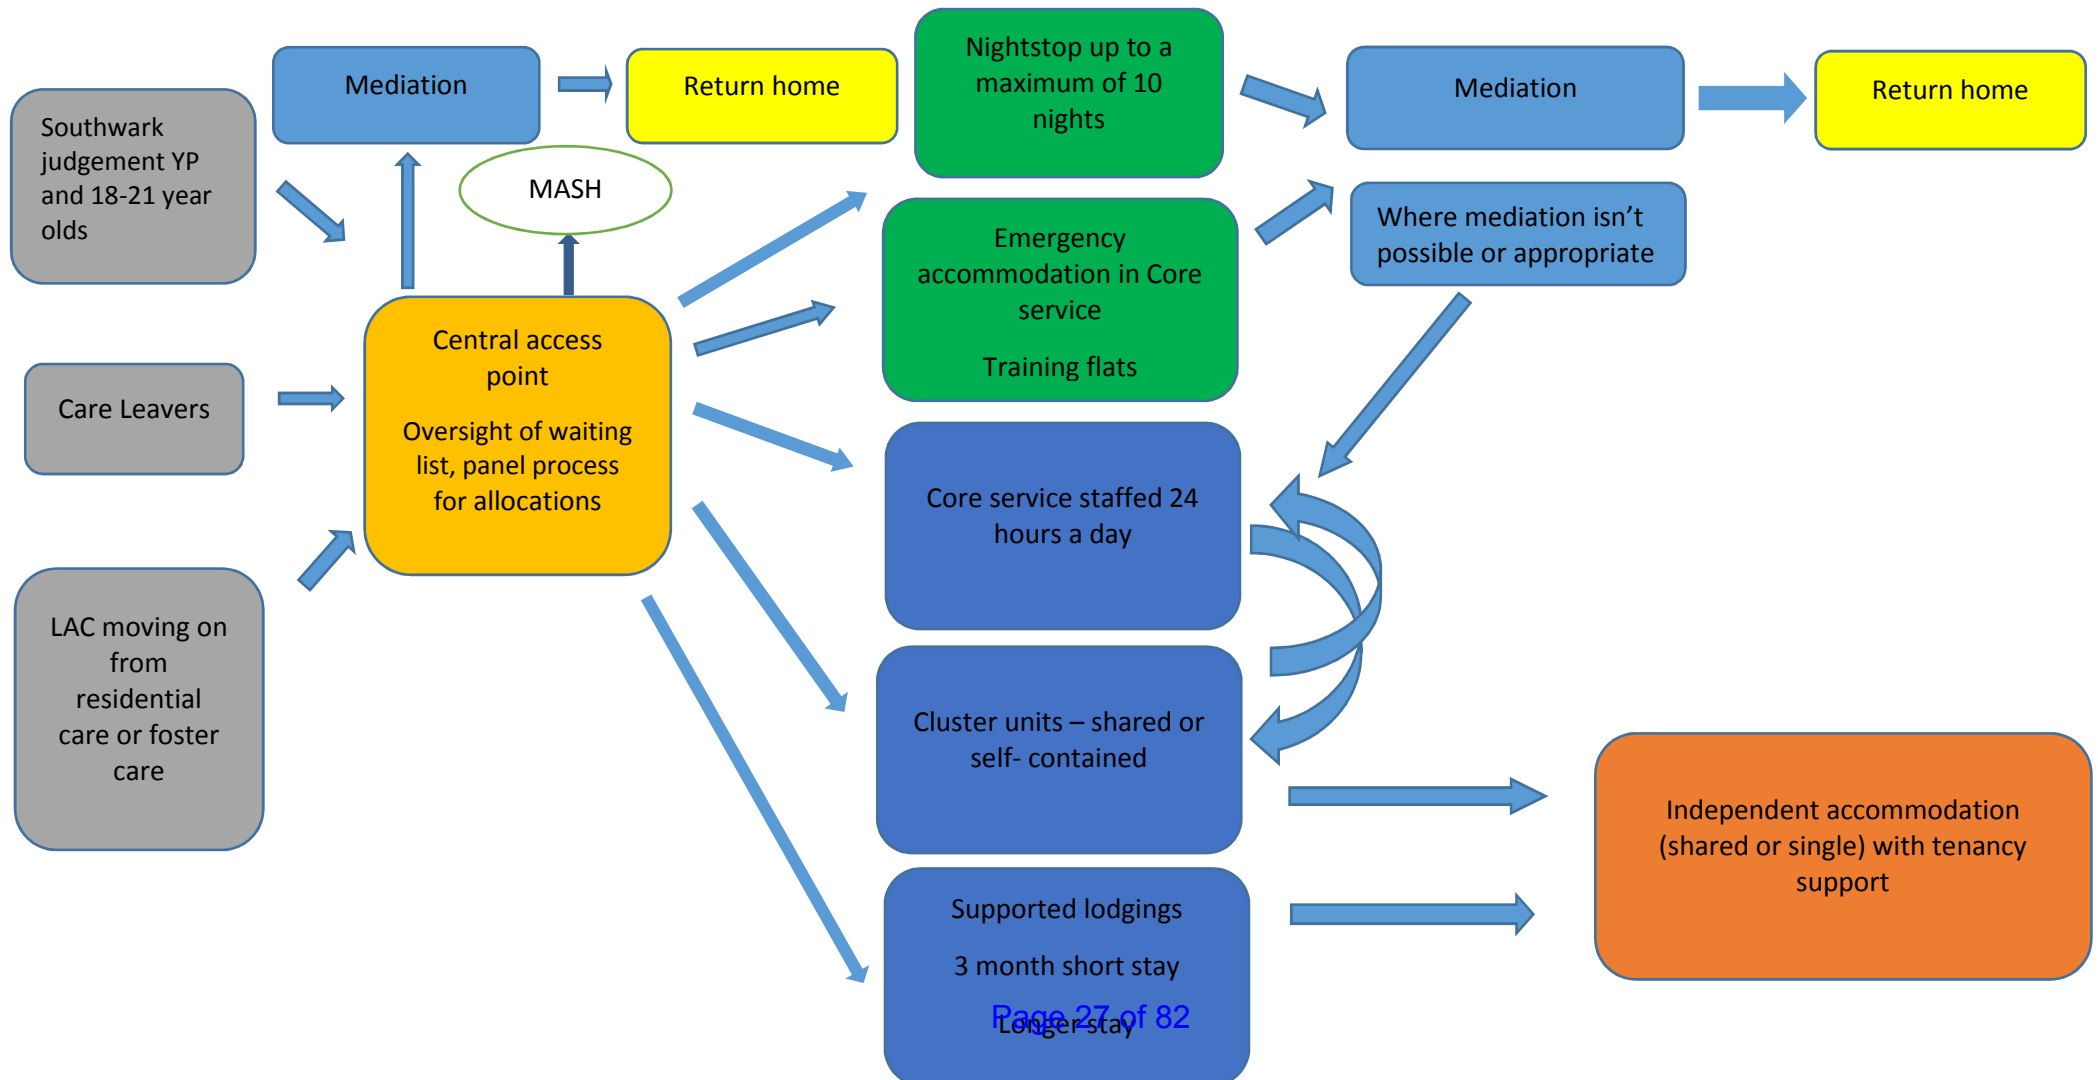 Mediation
Return home
Nightstop up to a
maximum of 10
nights
Mediation
Return home
Southwark
judgement YP
and 18-21 year
olds
MASH
Where mediation isn’t
possible or appropriate
Emergency
accommodation in Core
service
Training flats
Central access
point
Oversight of waiting
list, panel process
for allocations
Care Leavers
Core service staffed 24
hours a day
LAC moving on
from
residential
care or foster
care
Cluster units – shared or
self- contained
Independent accommodation
(shared or single) with tenancy
support
Supported lodgings
3 month short stay
Longer stay
Page 27 of 82